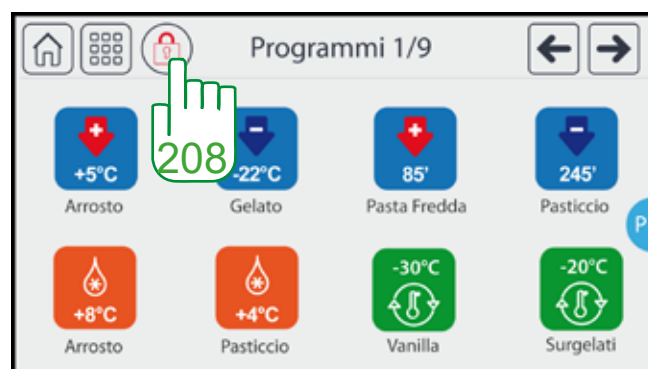 Programmi 1/9
208
+5°C
-22°C
85'
245'
Arrosto
Gelato
Pasta Fredda
Pasticcio
P
+8°C
+4°C
-30°C
-20°C
Arrosto
Pasticcio
Vanilla
Surgelati